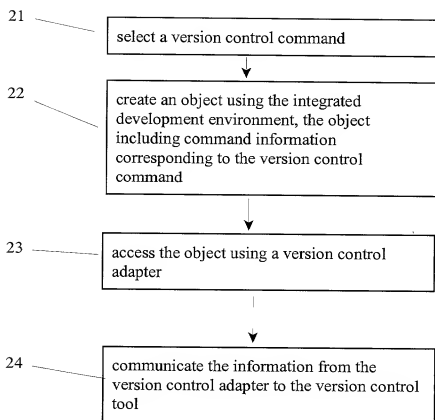 21
select a version control command
22
create an object using the integrated
development environment, the object
including command information
corresponding to the version control
command
23
access the object using a version control
adapter
24
communicate the information from the
version control adapter to the version control
tool